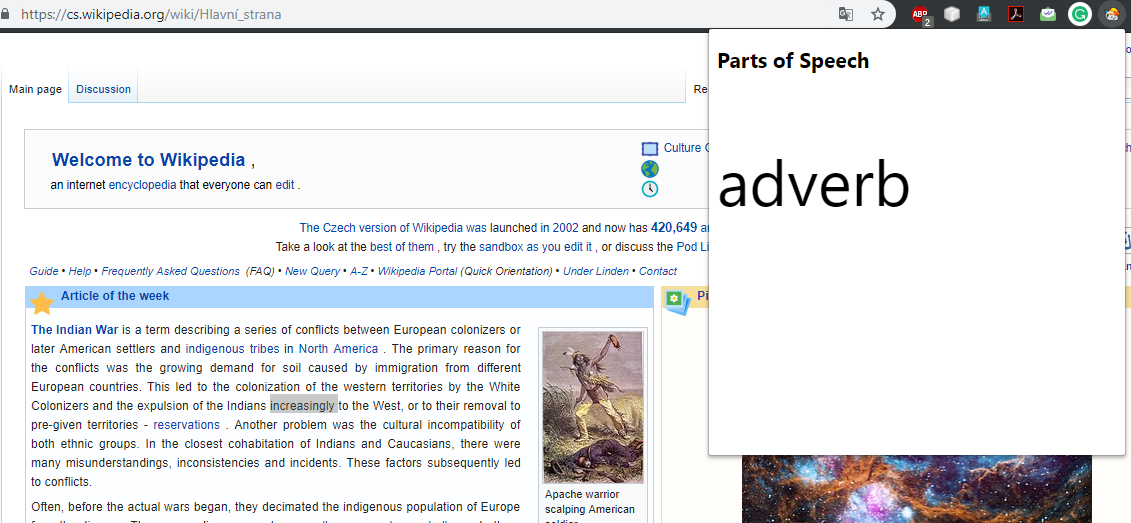 https://cs.wikipedia.org/wiki/Hlavní_strana
ABP
2
Parts of Speech
adverb
Main page
Discussion
Re
Welcome to Wikipedia ,
Culture
an internet encyclopedia that everyone can edit .
The Czech version of Wikipedia was launched in 2002 and now has 420,649
Take a look at the best of them , try the sandbox as you edit it , or discuss the Pod Li
Guide • Help • Frequently Asked Questions (FAQ) • New Query • A-Z • Wikipedia Portal (Quick Orientation) • Under Linden • Contact
Article of the week
Pi
The Indian War is a term describing a series of conflicts between European colonizers or
later American settlers and indigenous tribes in North America . The primary reason for
the conflicts was the growing demand for soil caused by immigration from different
European countries. This led to the colonization of the western territories by the White
Colonizers and the expulsion of the Indians increasingly to the West, or to their removal to
pre-given territories - reservations . Another problem was the cultural incompatibility of
both ethnic groups. In the closest cohabitation of Indians and Caucasians, there were
many misunderstandings, inconsistencies and incidents. These factors subsequently led
to conflicts.
Often, before the actual wars began, they decimated the indigenous population of Europe
Apache warrior
scalping American